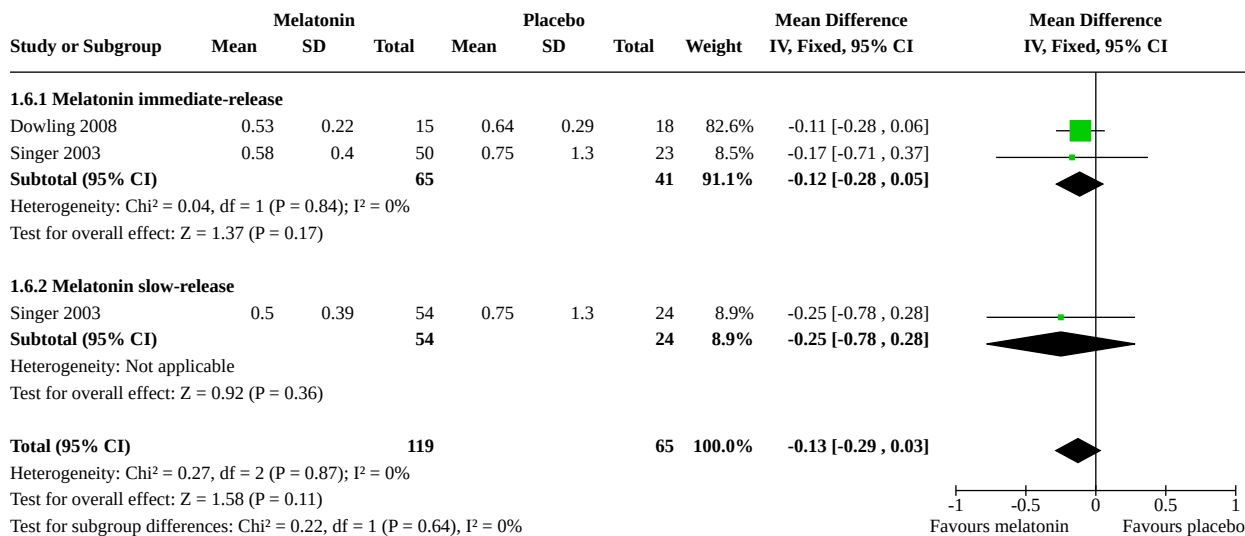 Melatonin Placebo Mean Difference Mean Difference
Study or Subgroup Mean SD Total Mean SD Total Weight IV, Fixed, 95% CI IV, Fixed, 95% CI
1.6.1 Melatonin immediate-release
Dowling 2008 0.53 0.22 15 0.64 0.29 18 82.6% -0.11 [-0.28 , 0.06]
Singer 2003 0.58 0.4 50 0.75 1.3 23 8.5% -0.17 [-0.71 , 0.37]
Subtotal (95% CI) 65 41 91.1% -0.12 [-0.28 , 0.05]
Heterogeneity: Chi² = 0.04, df = 1 (P = 0.84); I² = 0%
Test for overall effect: Z = 1.37 (P = 0.17)
1.6.2 Melatonin slow-release
Singer 2003 0.5 0.39 54 0.75 1.3 24 8.9% -0.25 [-0.78 , 0.28]
Subtotal (95% CI) 54 24 8.9% -0.25 [-0.78 , 0.28]
Heterogeneity: Not applicable
Test for overall effect: Z = 0.92 (P = 0.36)
Total (95% CI) 119 65 100.0% -0.13 [-0.29 , 0.03]
Heterogeneity: Chi² = 0.27, df = 2 (P = 0.87); I² = 0%
Test for overall effect: Z = 1.58 (P = 0.11)
Test for subgroup differences: Chi² = 0.22, df = 1 (P = 0.64), I² = 0%
-1 -0.5 0 0.5 1
Favours melatonin Favours placebo